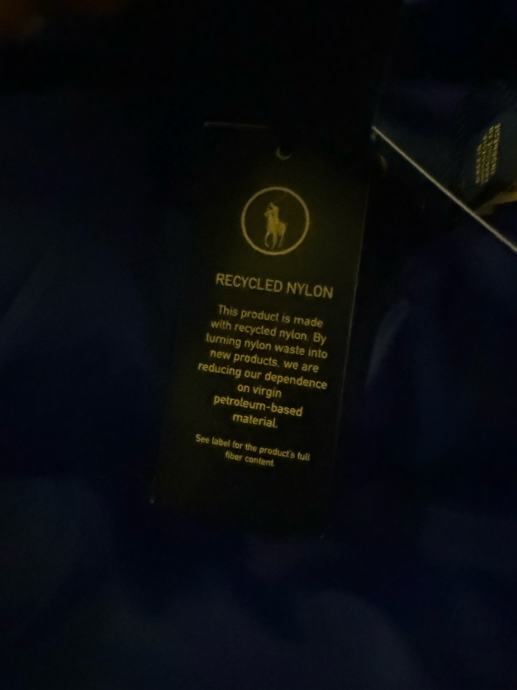 RECYCLED NYLON
This product is made
with recycled nylon. By
turning nylon waste into
new products, we are
reducing our dependence
on virgin
petroleum-based
material.
See label for the product's full
fiber content.